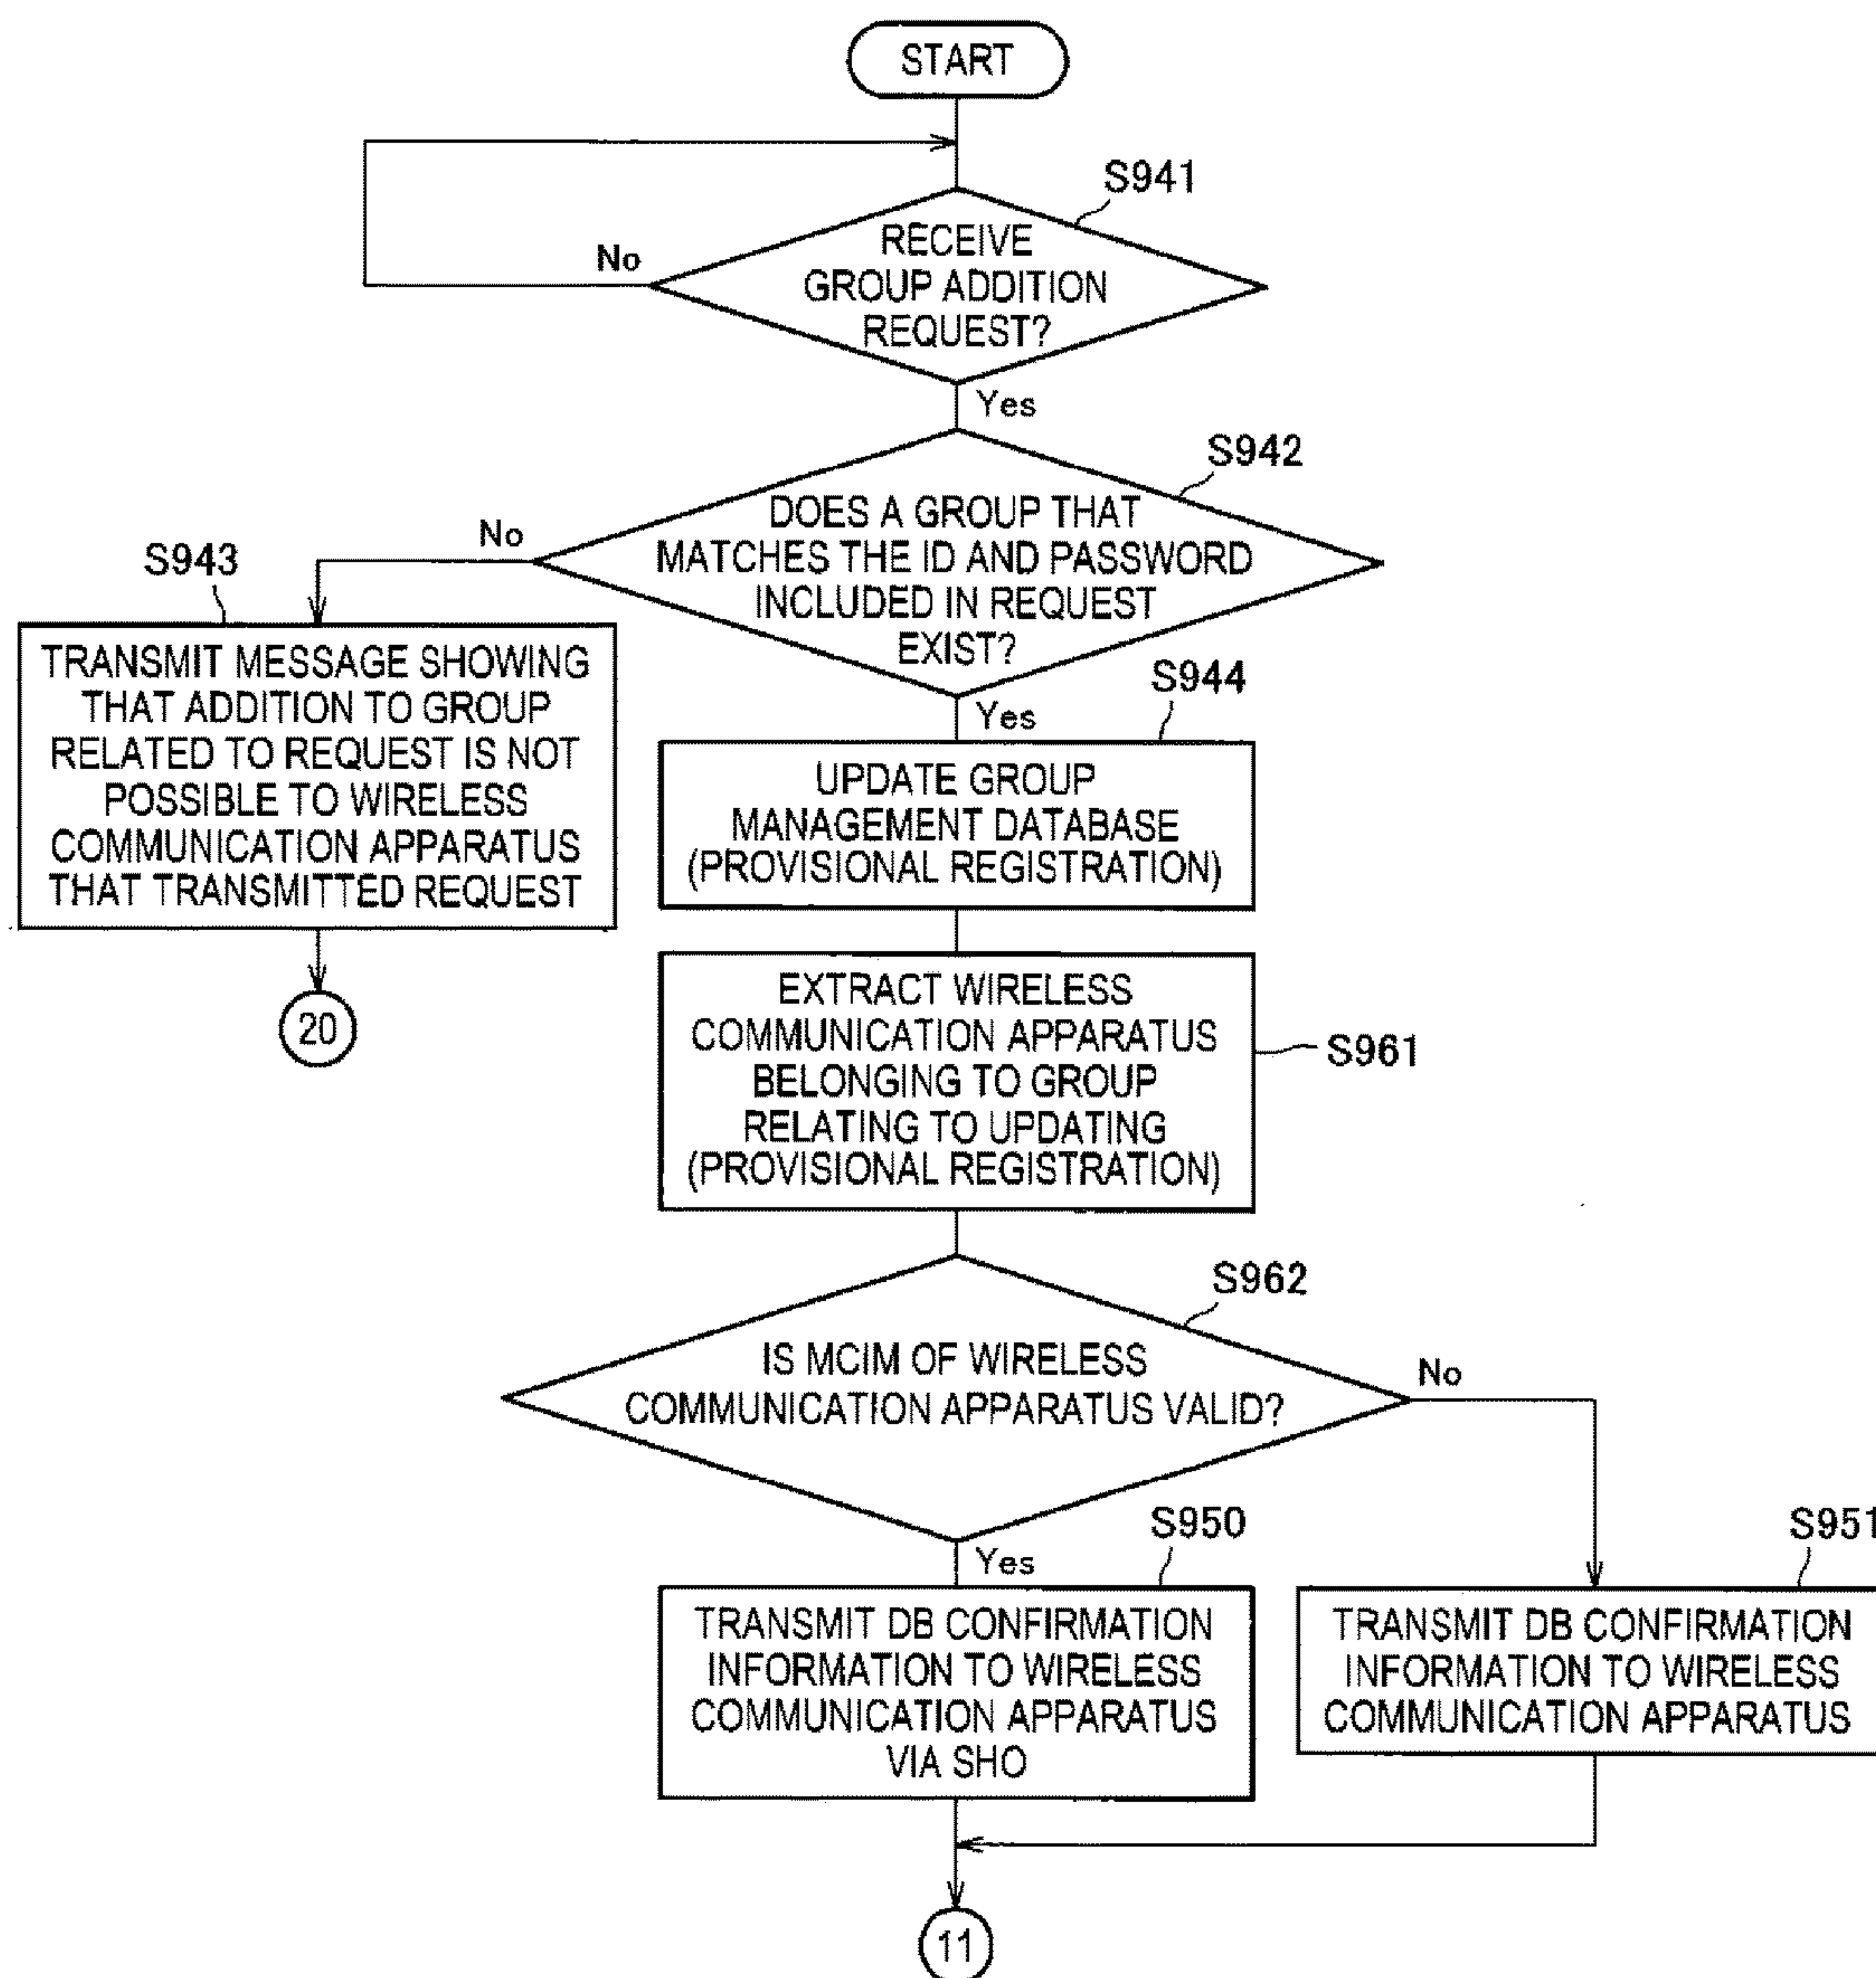 START
S941
RECEIVE
GROUP ADDITION
REQUEST?
No
Yes
S942
DOES A GROUP THAT
MATCHES THE ID AND PASSWORD
INCLUDED IN REQUEST
EXIST?
No
S943
TRANSMIT MESSAGE SHOWING
THAT ADDITION TO GROUP
RELATED TO REQUEST IS NOT
POSSIBLE TO WIRELESS
COMMUNICATION APPARATUS
THAT TRANSMITTED REQUEST
20
Yes
S944
UPDATE GROUP
MANAGEMENT DATABASE
(PROVISIONAL REGISTRATION)
EXTRACT WIRELESS
COMMUNICATION APPARATUS
BELONGING TO GROUP
RELATING TO UPDATING
(PROVISIONAL REGISTRATION)
S961
S962
IS MCIM OF WIRELESS
COMMUNICATION APPARATUS VALID?
No
Yes
S950
TRANSMIT DB CONFIRMATION
INFORMATION TO WIRELESS
COMMUNICATION APPARATUS
VIA SHO
S951
TRANSMIT DB CONFIRMATION
INFORMATION TO WIRELESS
COMMUNICATION APPARATUS
11